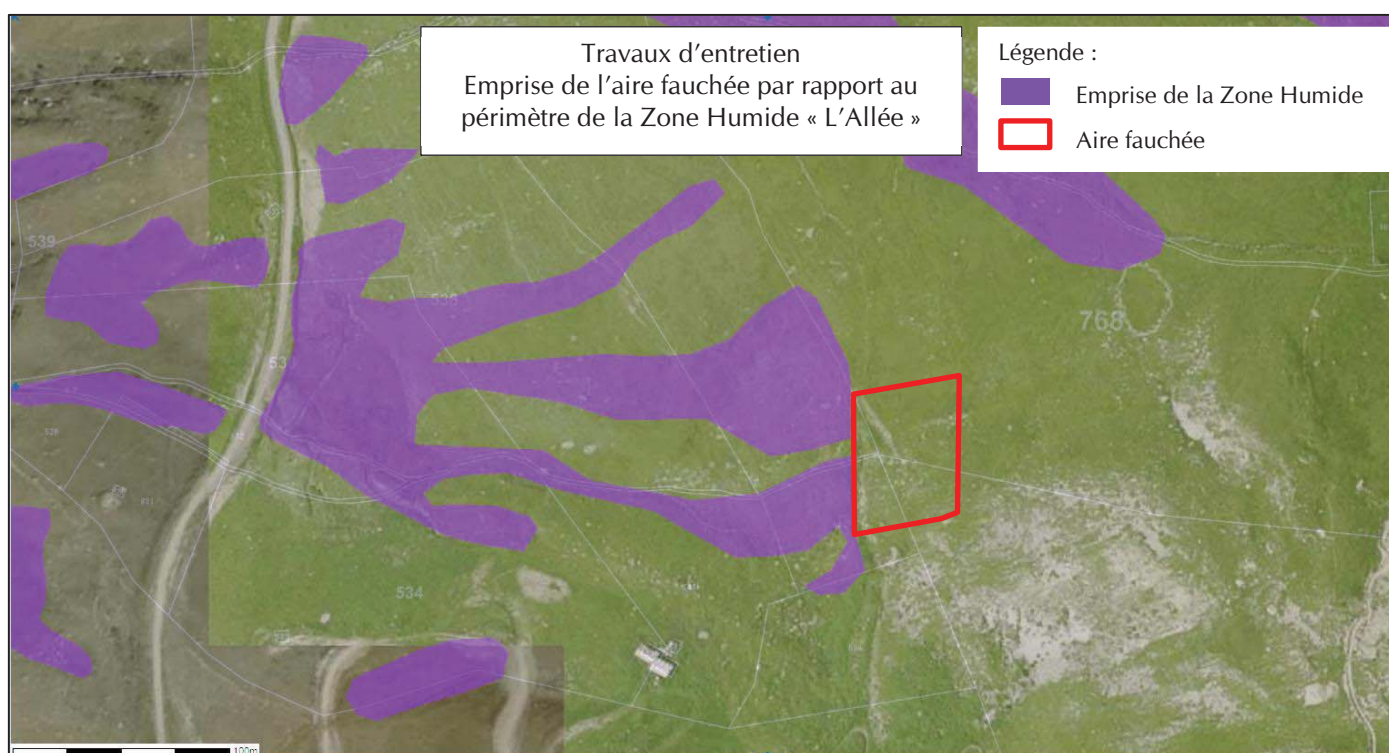 Travaux d'entretien
Emprise de l'aire fauchée par rapport au
périmètre de la Zone Humide « L'Allée »
Légende :
Emprise de la Zone Humide
Aire fauchée
539
768
53
534
100m